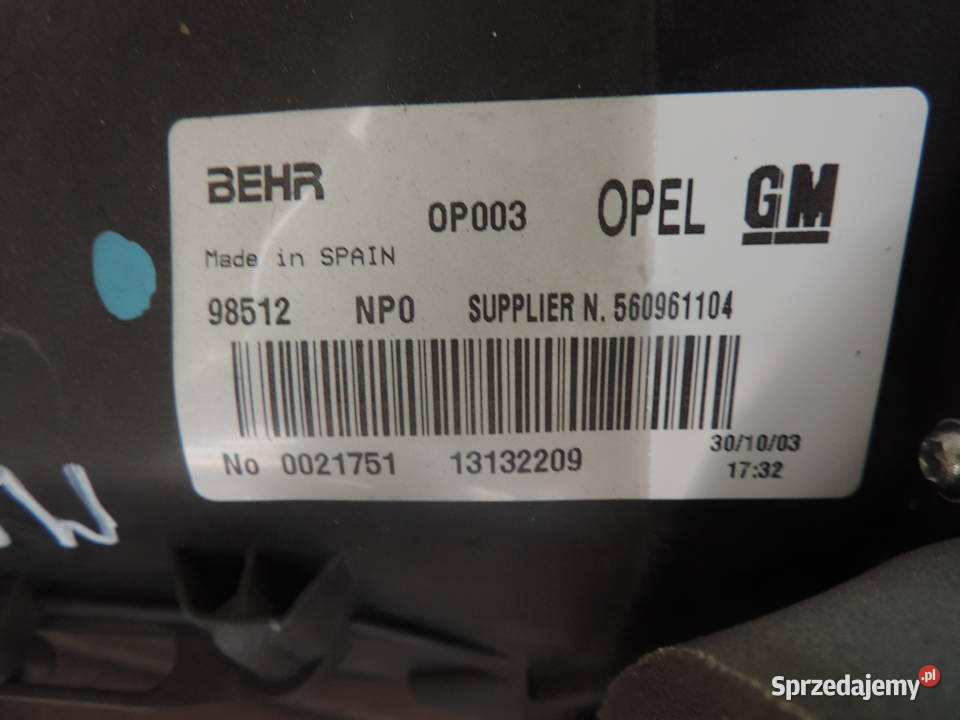 BEHR
OP003
OPEL GM
Made in SPAIN
98512 NP0 SUPPLIER N. 560961104
No 0021751 13132209
30/10/03
17:32
Sprzedajemy.pl